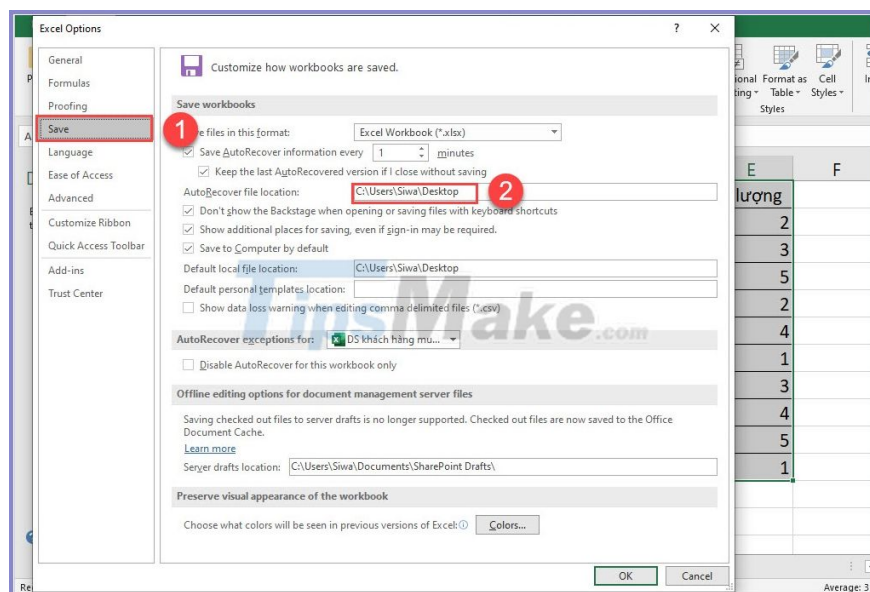 Excel Options
?
General
Formulas
Proofing
Save
Language
Ease of Access
Advanced
Customize Ribbon
Quick Access Toolbar
Add-ins
Trust Center
Customize how workbooks are saved.
Save workbooks
1
files in this format: Excel Workbook (*.xlsx)
Save AutoRecover information every 1 minutes
Keep the last AutoRecovered version if I close without saving
AutoRecover file location: C:\Users\Siwa\Desktop
2
Don't show the Backstage when opening or saving files with keyboard shortcuts
Show additional places for saving, even if sign-in may be required.
Save to Computer by default
Default local file location: C:\Users\Siwa\Desktop
Default personal templates location:
Show data loss warning when editing comma delimited files (*.csv)
TipsMake.com
AutoRecover exceptions for: DS khách hàng mu...
Disable AutoRecover for this workbook only
Offline editing options for document management server files
Saving checked out files to server drafts is no longer supported. Checked out files are now saved to the Office
Document Cache.
Learn more
Server drafts location: C:\Users\Siwa\Documents\SharePoint Drafts\
Preserve visual appearance of the workbook
Choose what colors will be seen in previous versions of Excel: Colors...
OK Cancel
Format as Cell
Table Styles
Styles
E F
lượng
2
3
5
2
4
1
3
4
5
1
Average: 3